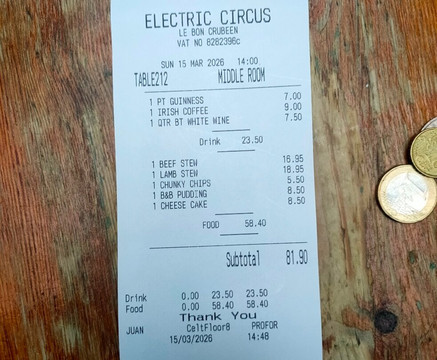 ELECTRIC CIRCUS
LE BON CRUBEEN
VAT NO 8282396c
SUN 15 MAR 2026 14:00
TABLE212 MIDDLE ROOM
1 PT GUINNESS 7.00
1 IRISH COFFEE 9.00
1 QTR BT WHITE WINE 7.50
Drink 23.50
1 BEEF STEW 16.95
1 LAMB STEW 18.95
1 CHUNKY CHIPS 5.50
1 B&B PUDDING 8.50
1 CHEESE CAKE 8.50
FOOD 58.40
Subtotal 81.90
Drink 0.00 23.50 23.50
Food 0.00 58.40 58.40
Thank You
JUAN CeltFloor8 PROFOR
15/03/2026 14:48